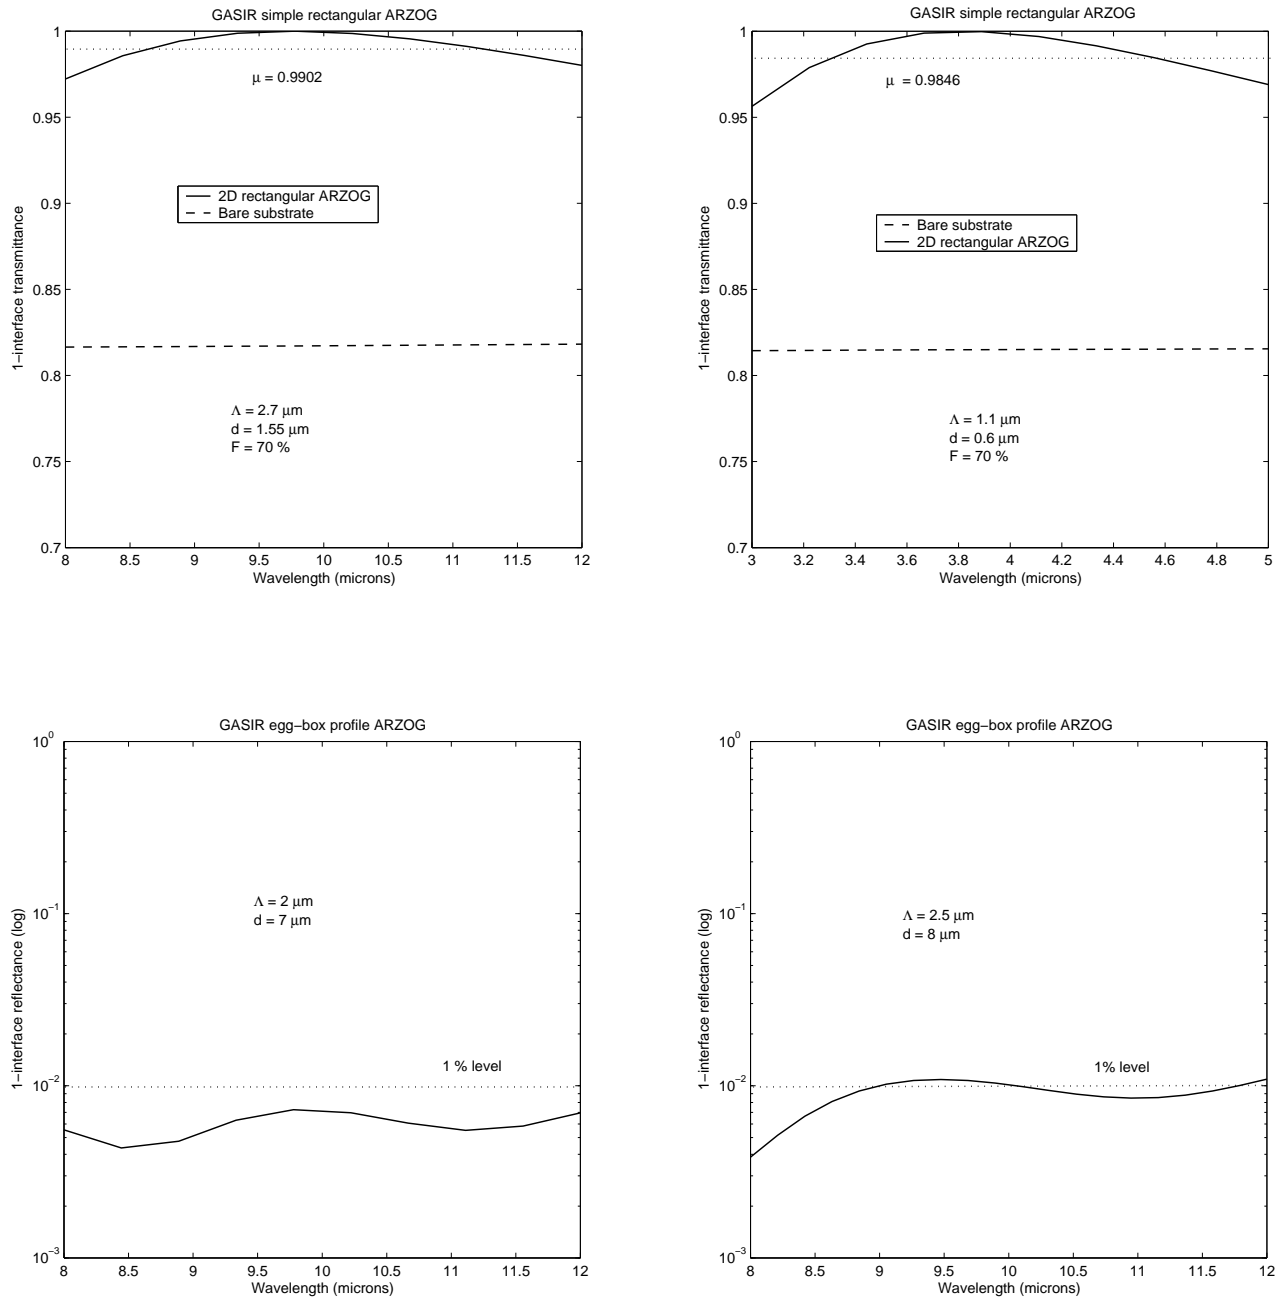 GASIR simple rectangular ARZOG
1
0.95
0.9
0.85
0.8
0.75
0.7
1−interface transmittance
μ = 0.9902
2D rectangular ARZOG
Bare substrate
Λ = 2.7 μm
d = 1.55 μm
F = 70 %
8 8.5 9 9.5 10 10.5 11 11.5 12
Wavelength (microns)
GASIR simple rectangular ARZOG
1
0.95
0.9
0.85
0.8
0.75
0.7
1−interface transmittance
μ = 0.9846
Bare substrate
2D rectangular ARZOG
Λ = 1.1 μm
d = 0.6 μm
F = 70 %
3 3.2 3.4 3.6 3.8 4 4.2 4.4 4.6 4.8 5
Wavelength (microns)
GASIR egg−box profile ARZOG
10⁰
10⁻¹
10⁻²
10⁻³
1−interface reflectance (log)
Λ = 2 μm
d = 7 μm
1 % level
8 8.5 9 9.5 10 10.5 11 11.5 12
Wavelength (microns)
GASIR egg−box profile ARZOG
10⁰
10⁻¹
10⁻²
10⁻³
1−interface reflectance (log)
Λ = 2.5 μm
d = 8 μm
1% level
8 8.5 9.0 9.5 10 10.5 11 11.5 12
Wavelength (microns)